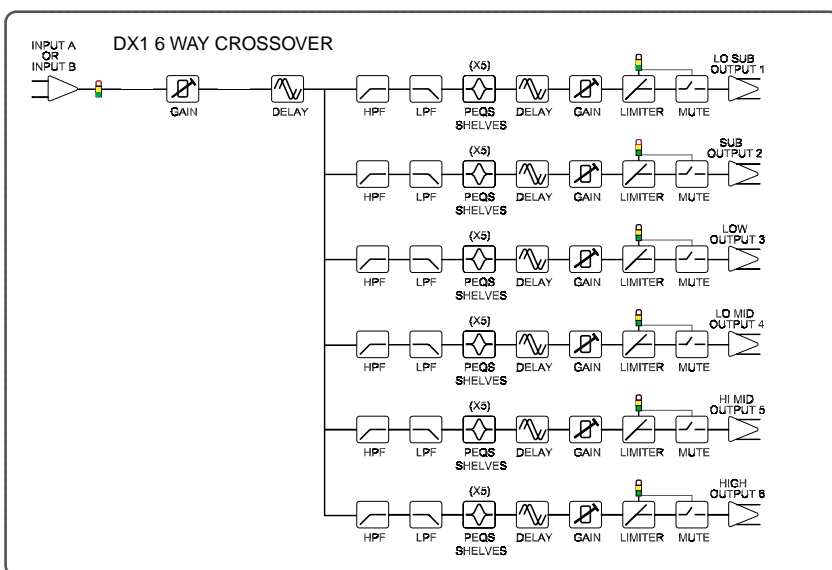 DX1 6 WAY CROSSOVER
INPUT A
OR
INPUT B
GAIN
DELAY
(X5)
LO SUB
OUTPUT 1
HPF LPF PEQS DELAY GAIN LIMITER MUTE
SHELVES
(X5)
SUB
OUTPUT 2
HPF LPF PEQS DELAY GAIN LIMITER MUTE
SHELVES
(X5)
LOW
OUTPUT 3
HPF LPF PEQS DELAY GAIN LIMITER MUTE
SHELVES
(X5)
LO MID
OUTPUT 4
HPF LPF PEQS DELAY GAIN LIMITER MUTE
SHELVES
(X5)
HI MID
OUTPUT 5
HPF LPF PEQS DELAY GAIN LIMITER MUTE
SHELVES
(X5)
HIGH
OUTPUT 6
HPF LPF PEQS DELAY GAIN LIMITER MUTE
SHELVES